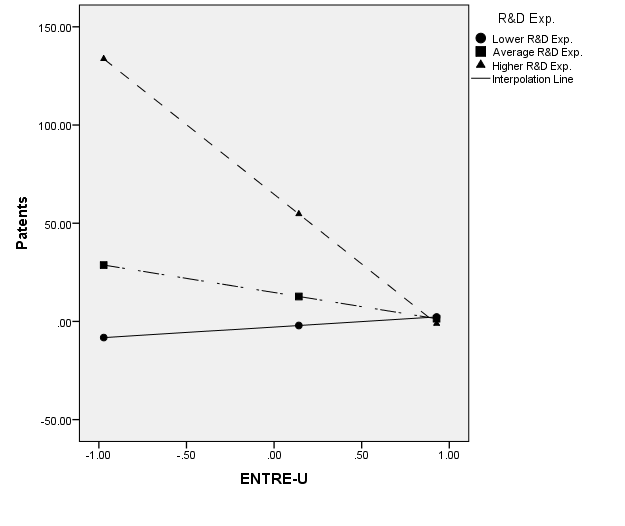 R&D Exp.
Lower R&D Exp.
Average R&D Exp.
Higher R&D Exp.
Interpolation Line
150.00
100.00
50.00
.00
-50.00
Patents
-1.00
-.50
.00
.50
1.00
ENTRE-U